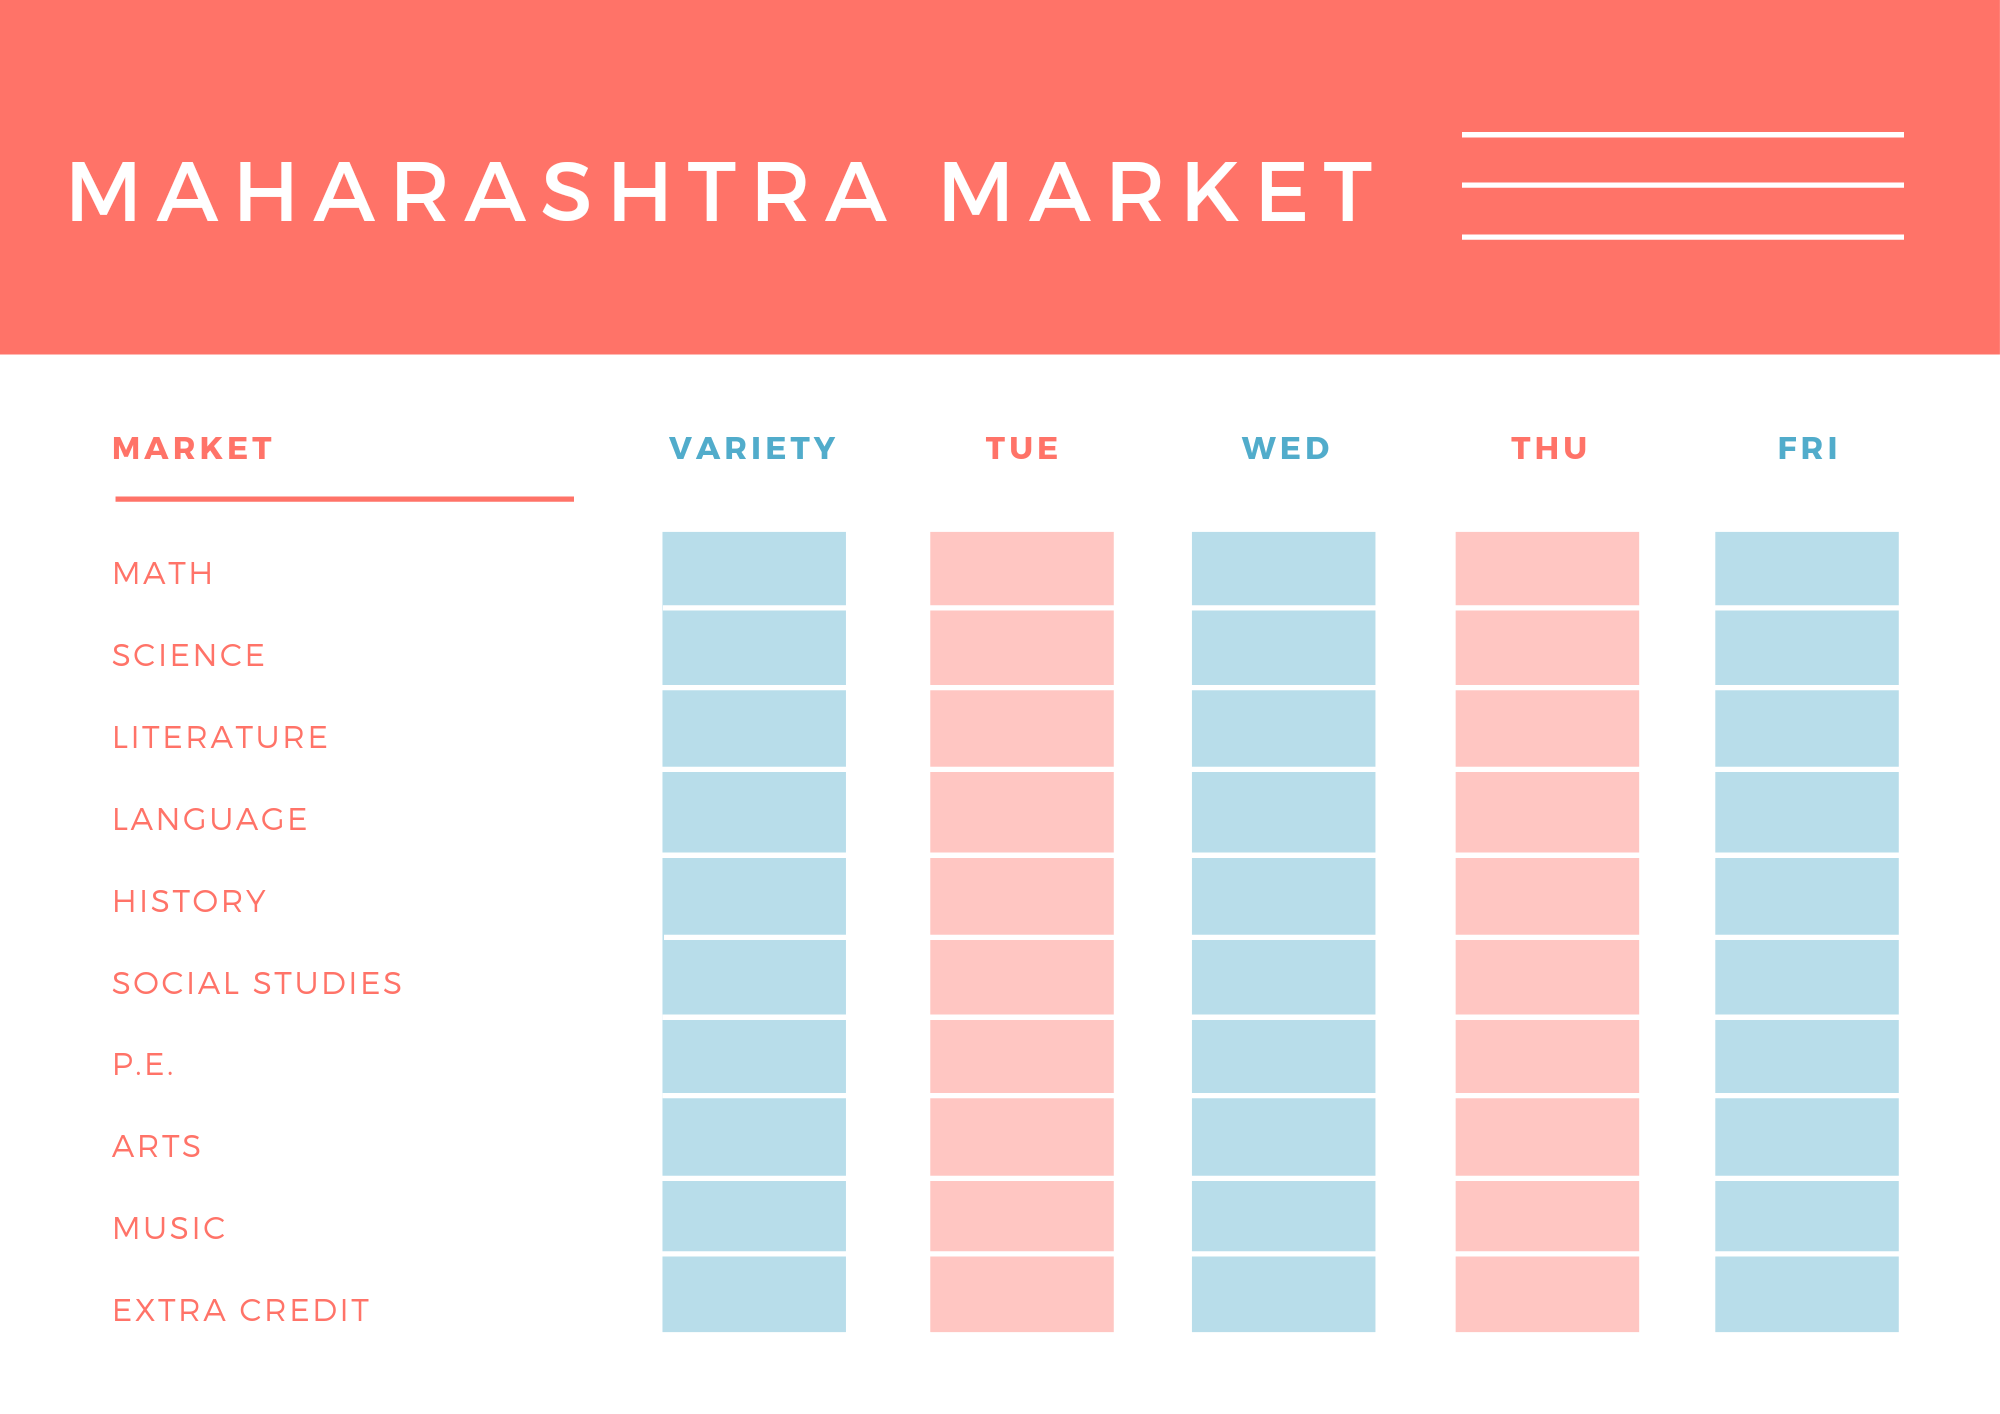 MAHARASHTRA MARKET
MARKET VARIETY TUE WED THU FRI
MATH
SCIENCE
LITERATURE
LANGUAGE
HISTORY
SOCIAL STUDIES
P.E.
ARTS
MUSIC
EXTRA CREDIT